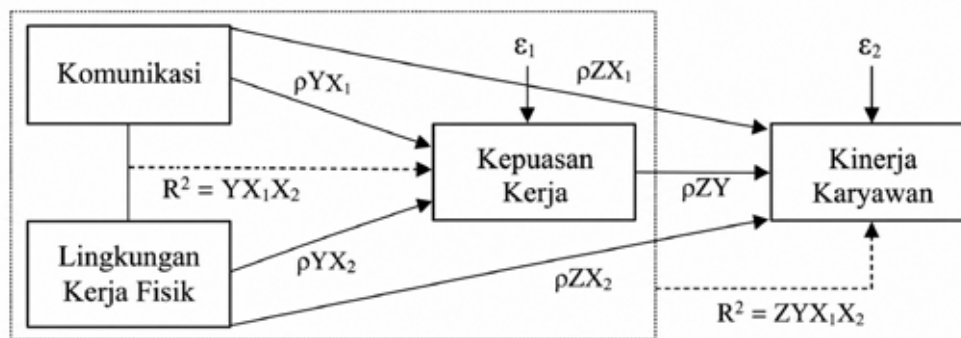 Komunikasi
ε₁
ε₂
ρYX₁
ρZX₁
Kepuasan
Kerja
Kinerja
Karyawan
R² = YX₁X₂
ρZY
Lingkungan
Kerja Fisik
ρYX₂
ρZX₂
R² = ZYX₁X₂